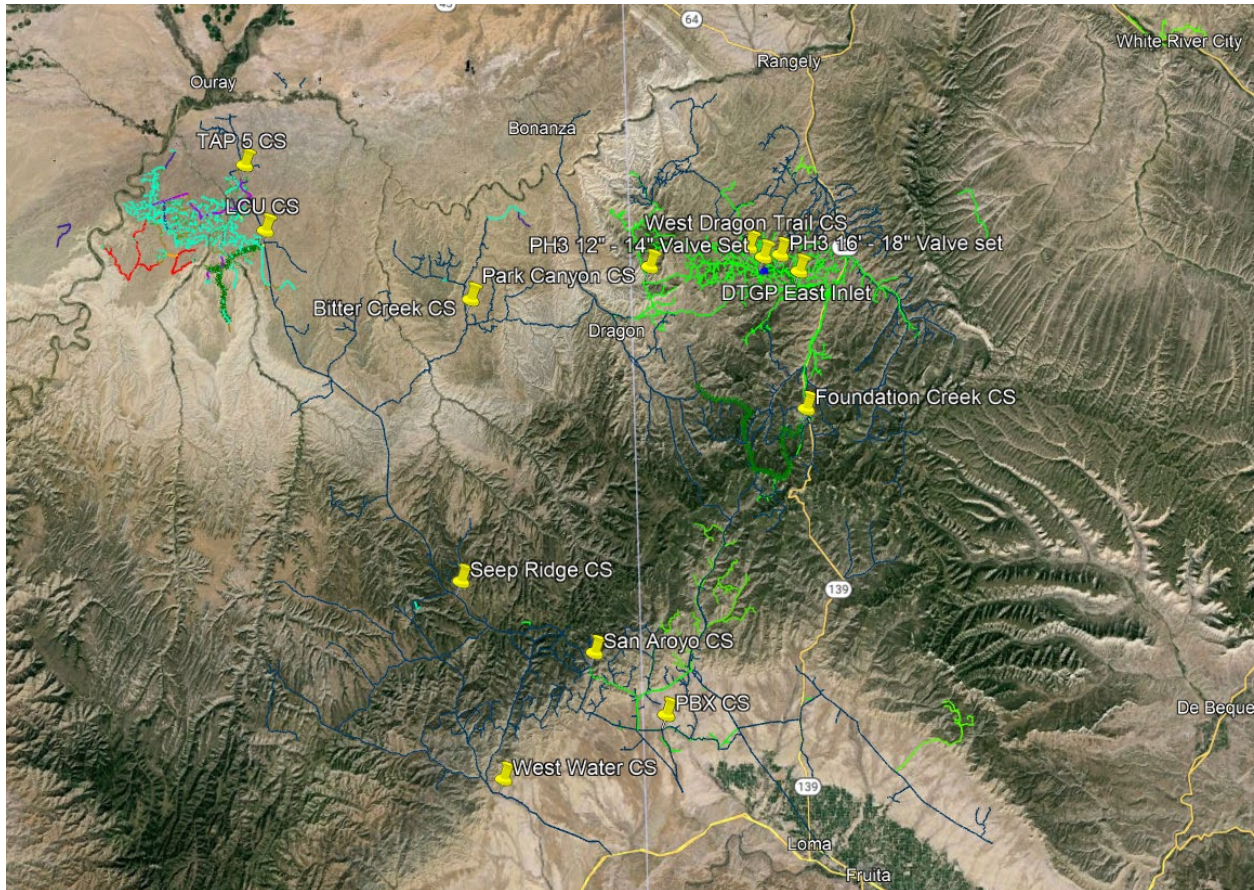 45
64
White River City
Rangely
Ouray
Bonanza
TAP 5 CS
LCU CS
West Dragon Trail CS
PH3 12" - 14" Valve Set
PH3 16' - 18" Valve set
Park Canyon CS
DTGP East Inlet
Bitter Creek CS
Dragon
Foundation Creek CS
Seep Ridge CS
139
San Aroyo CS
PBX CS
De Beque
West Water CS
139
Loma
Fruita